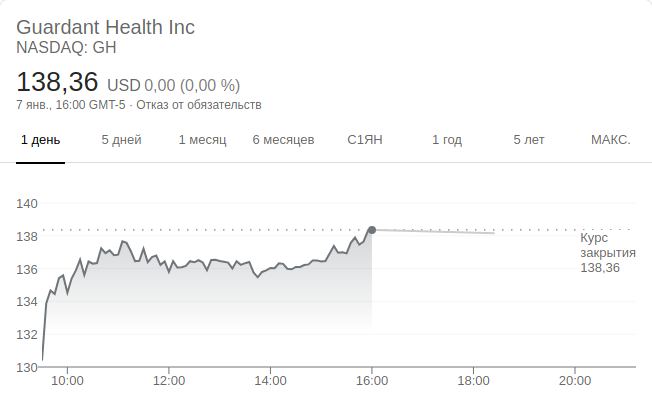 Guardant Health Inc
NASDAQ: GH
138,36 USD 0,00 (0,00 %)
7 янв., 16:00 GMT-5 · Отказ от обязательств
1 день 5 дней 1 месяц 6 месяцев С1ЯН 1 год 5 лет МАКС.
140
138
136
134
132
130
Курс
закрытия
138,36
10:00 12:00 14:00 16:00 18:00 20:00